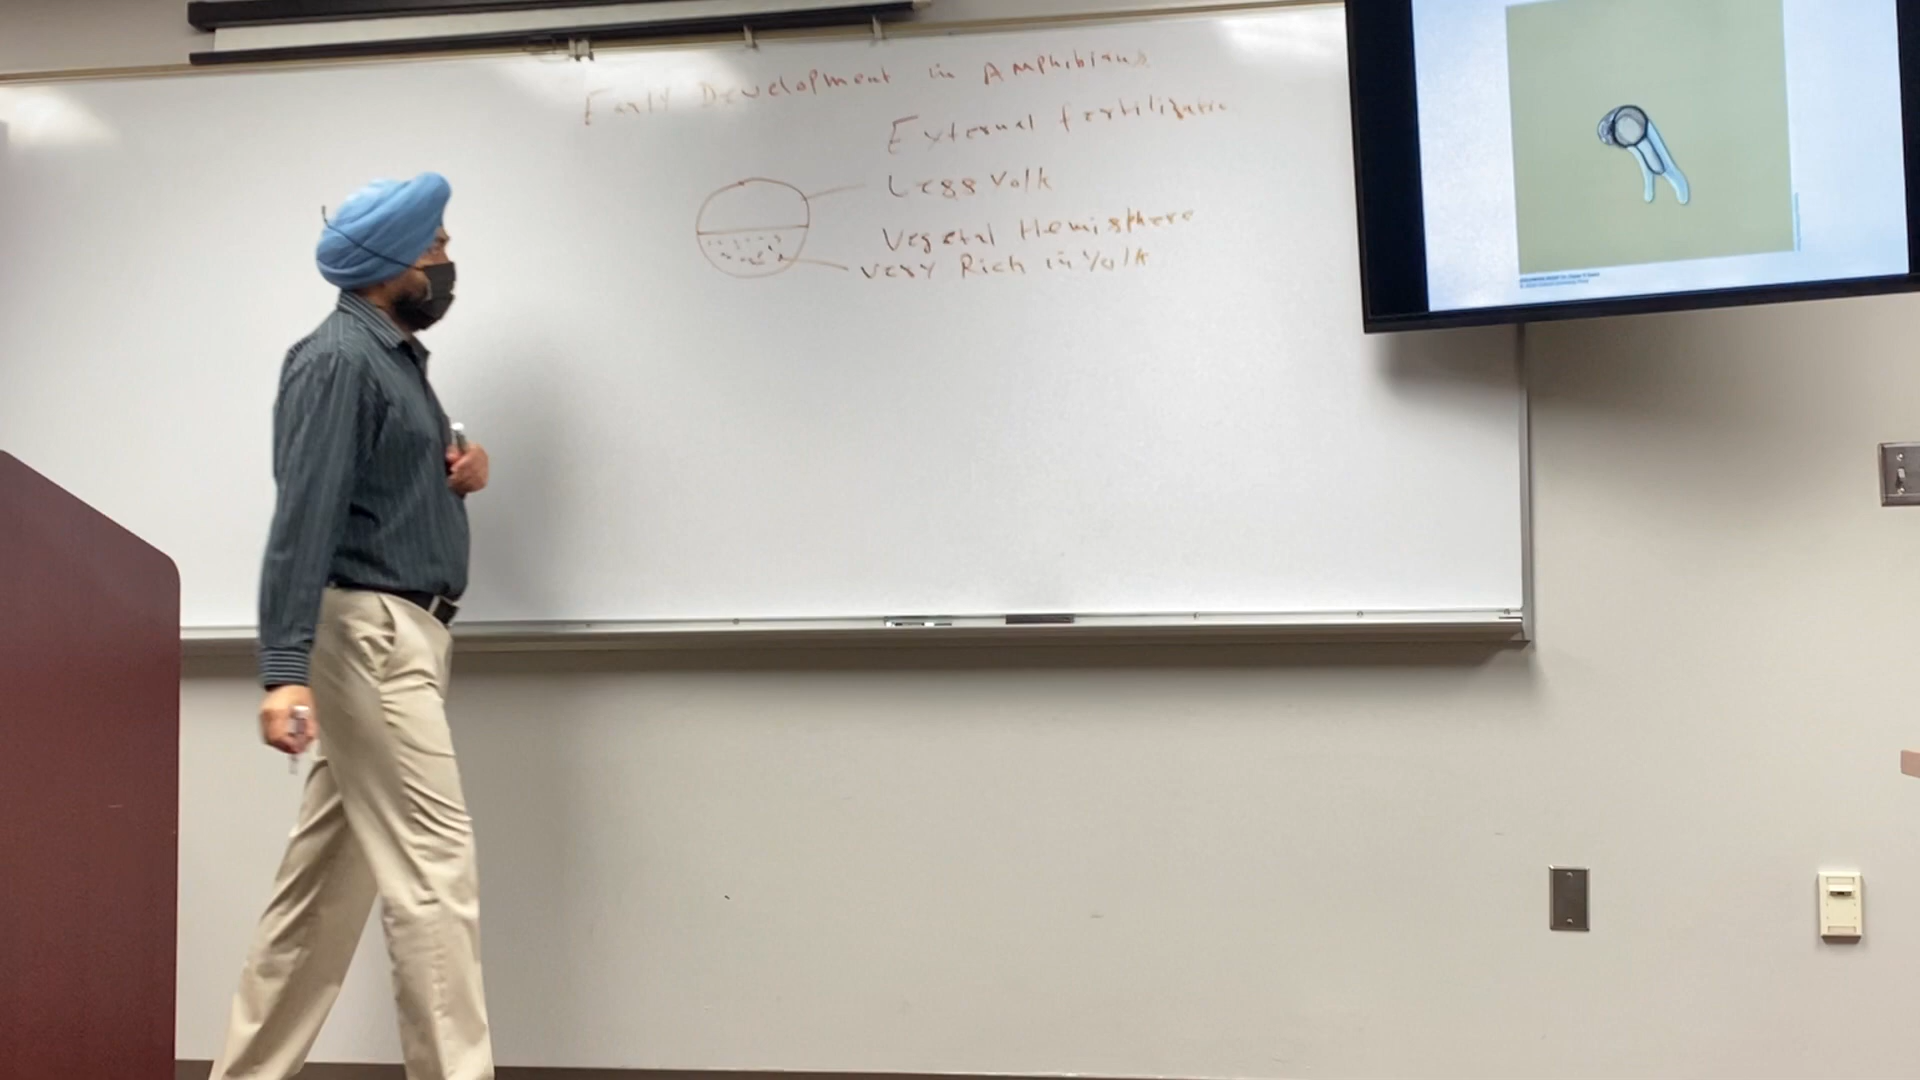 Early Development in Amphibians
External fertilization
Less Yolk
Vegetal Hemisphere
very Rich in Yolk